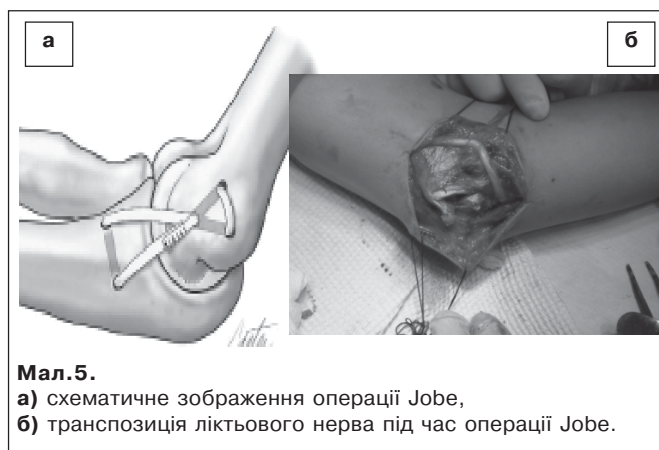 а
б
Мал.5.
а) схематичне зображення операції Jobe,
б) транспозиція ліктьового нерва під час операції Jobe.